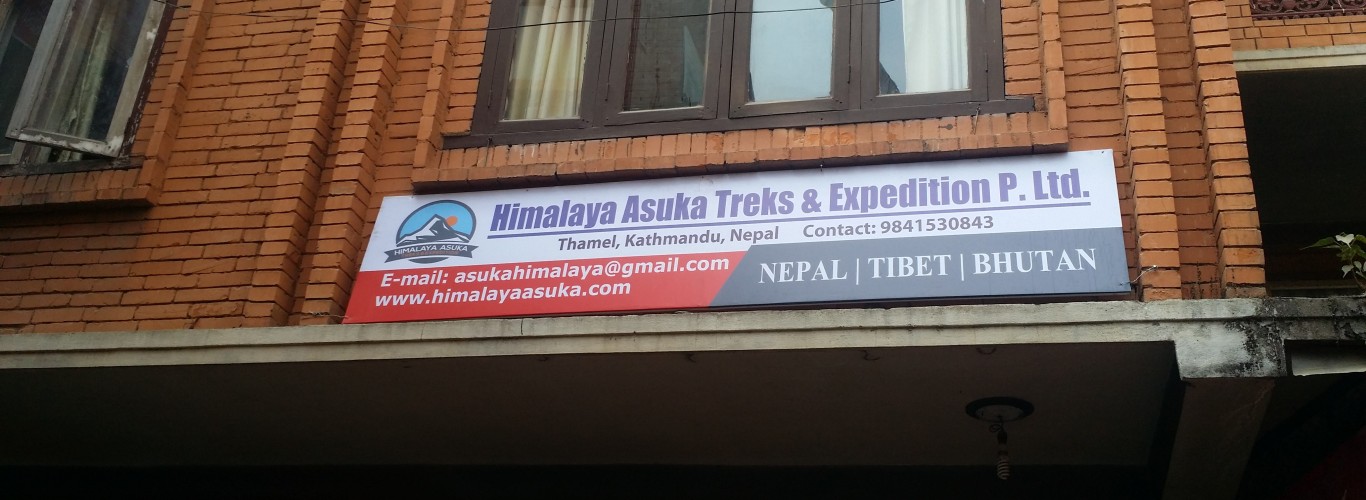 Himalaya Asuka Treks & Expedition P. Ltd.
HIMALAYA ASUKA
Thamel, Kathmandu, Nepal Contact: 9841530843
E-mail: asukahimalaya@gmail.com
www.himalayaasuka.com
NEPAL | TIBET | BHUTAN